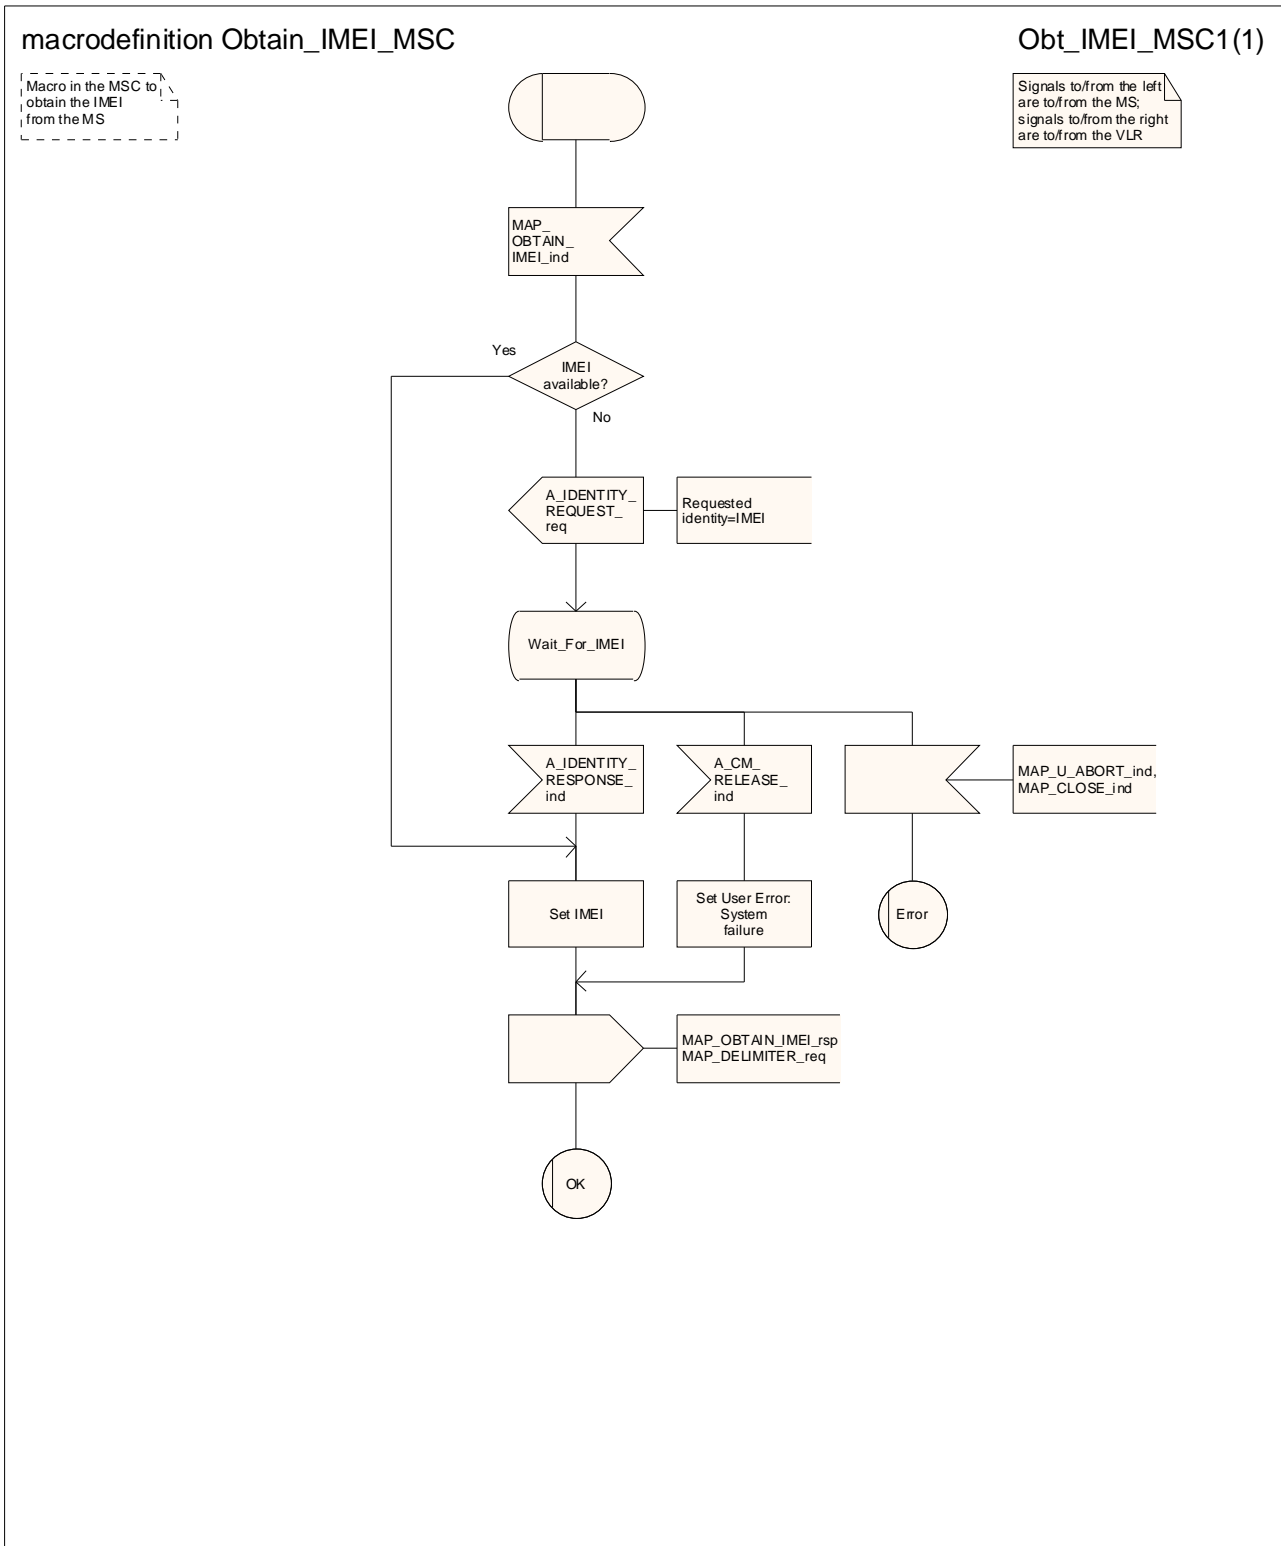 macrodefinition Obtain_IMEI_MSC
Obt_IMEI_MSC1(1)
Macro in the MSC to
obtain the IMEI
from the MS
Signals to/from the left
are to/from the MS;
signals to/from the right
are to/from the VLR
MAP_
OBTAIN_
IMEI_ind
Yes
IMEI
available?
No
A_IDENTITY_
REQUEST_
req
Requested
identity=IMEI
Wait_For_IMEI
A_IDENTITY_
RESPONSE_
ind
A_CM_
RELEASE_
ind
MAP_U_ABORT_ind,
MAP_CLOSE_ind
Set IMEI
Set User Error:
System
failure
Error
MAP_OBTAIN_IMEI_rsp
MAP_DELIMITER_req
OK